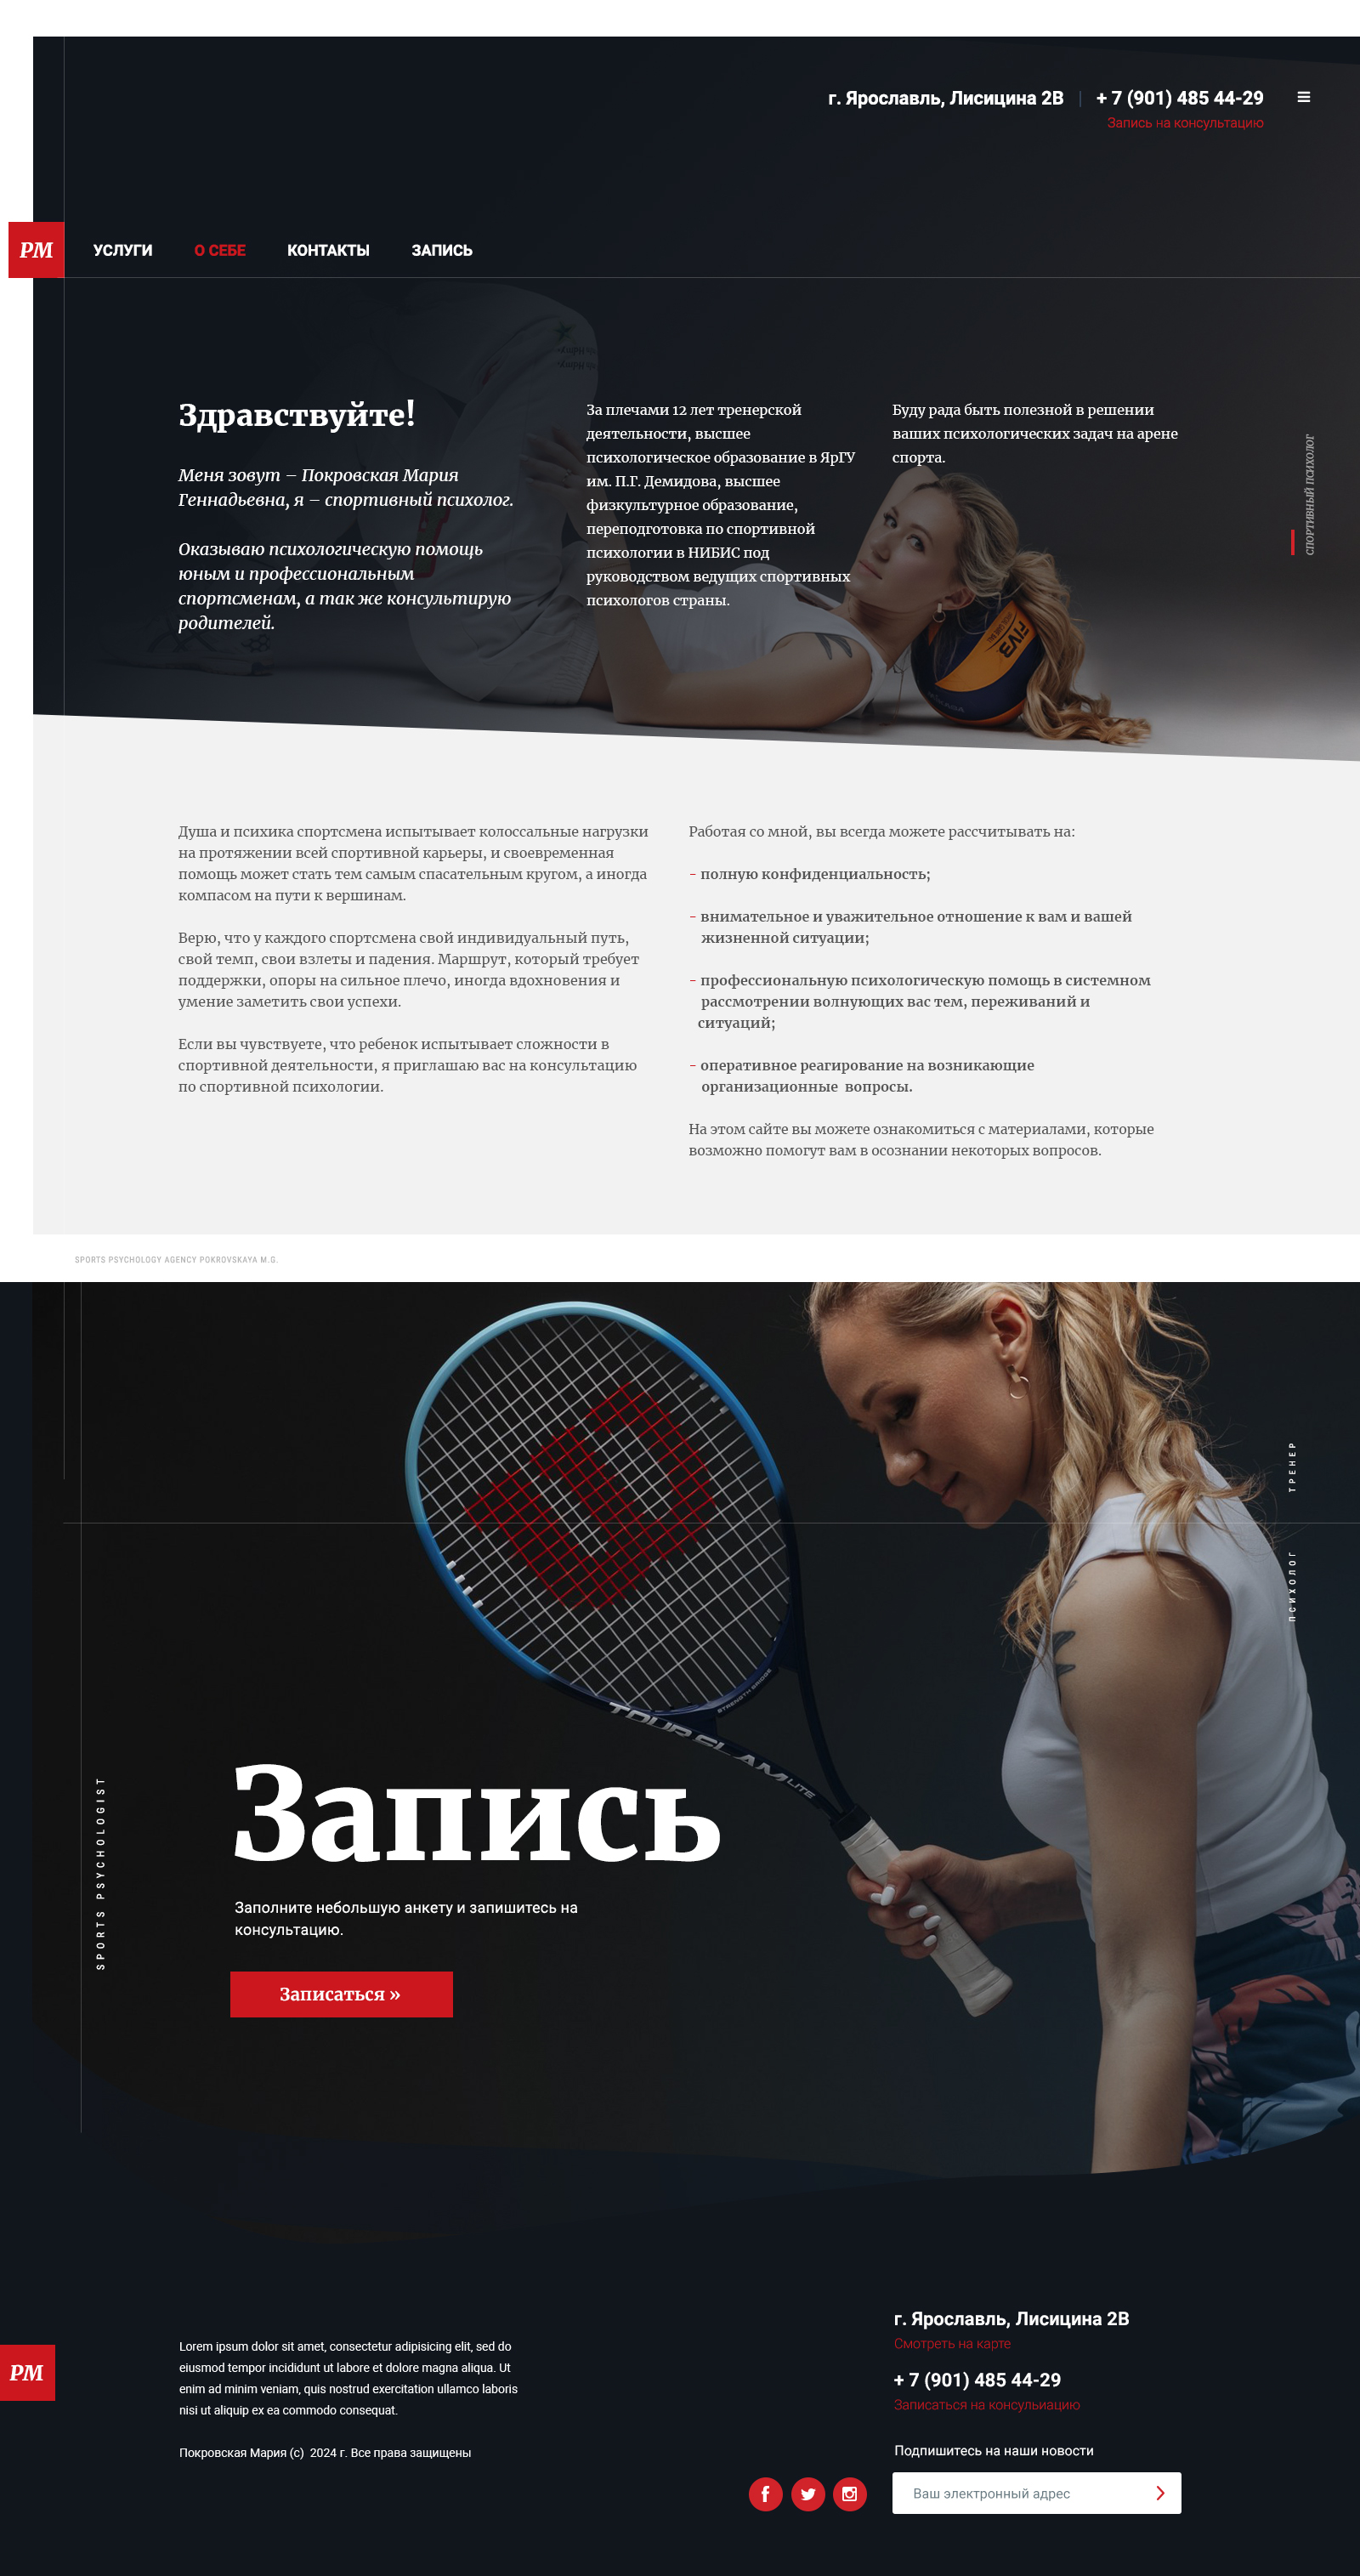 г. Ярославль, Лисицина 2В | + 7 (901) 485 44-29
Запись на консультацию
PM
УСЛУГИ О СЕБЕ КОНТАКТЫ ЗАПИСЬ
Здравствуйте!
Меня зовут – Покровская Мария
Геннадьевна, я – спортивный психолог.
Оказываю психологическую помощь
юным и профессиональным
спортсменам, а так же консультирую
родителей.
За плечами 12 лет тренерской
деятельности, высшее
психологическое образование в ЯрГУ
им. П.Г. Демидова, высшее
физкультурное образование,
переподготовка по спортивной
психологии в НИБИС под
руководством ведущих спортивных
психологов страны.
Буду рада быть полезной в решении
ваших психологических задач на арене
спорта.
СПОРТИВНЫЙ ПСИХОЛОГ
FIVB
MIKASA
Душа и психика спортсмена испытывает колоссальные нагрузки
на протяжении всей спортивной карьеры, и своевременная
помощь может стать тем самым спасательным кругом, а иногда
компасом на пути к вершинам.
Верю, что у каждого спортсмена свой индивидуальный путь,
свой темп, свои взлеты и падения. Маршрут, который требует
поддержки, опоры на сильное плечо, иногда вдохновения и
умение заметить свои успехи.
Если вы чувствуете, что ребенок испытывает сложности в
спортивной деятельности, я приглашаю вас на консультацию
по спортивной психологии.
Работая со мной, вы всегда можете рассчитывать на:
- полную конфиденциальность;
- внимательное и уважительное отношение к вам и вашей
жизненной ситуации;
- профессиональную психологическую помощь в системном
рассмотрении волнующих вас тем, переживаний и
ситуаций;
- оперативное реагирование на возникающие
организационные вопросы.
На этом сайте вы можете ознакомиться с материалами, которые
возможно помогут вам в осознании некоторых вопросов.
SPORTS PSYCHOLOGY AGENCY POKROVSKAYA M.G.
ТРЕНЕР
ПСИХОЛОГ
STRENGTH BRIDGE
TOUR SLAM LITE
SPORTS PSYCHOLOGIST
Запись
Заполните небольшую анкету и запишитесь на
консультацию.
Записаться »
PM
Lorem ipsum dolor sit amet, consectetur adipisicing elit, sed do
eiusmod tempor incididunt ut labore et dolore magna aliqua. Ut
enim ad minim veniam, quis nostrud exercitation ullamco laboris
nisi ut aliquip ex ea commodo consequat.
Покровская Мария (с) 2024 г. Все права защищены
г. Ярославль, Лисицина 2В
Смотреть на карте
+ 7 (901) 485 44-29
Записаться на консульиацию
Подпишитесь на наши новости
Ваш электронный адрес